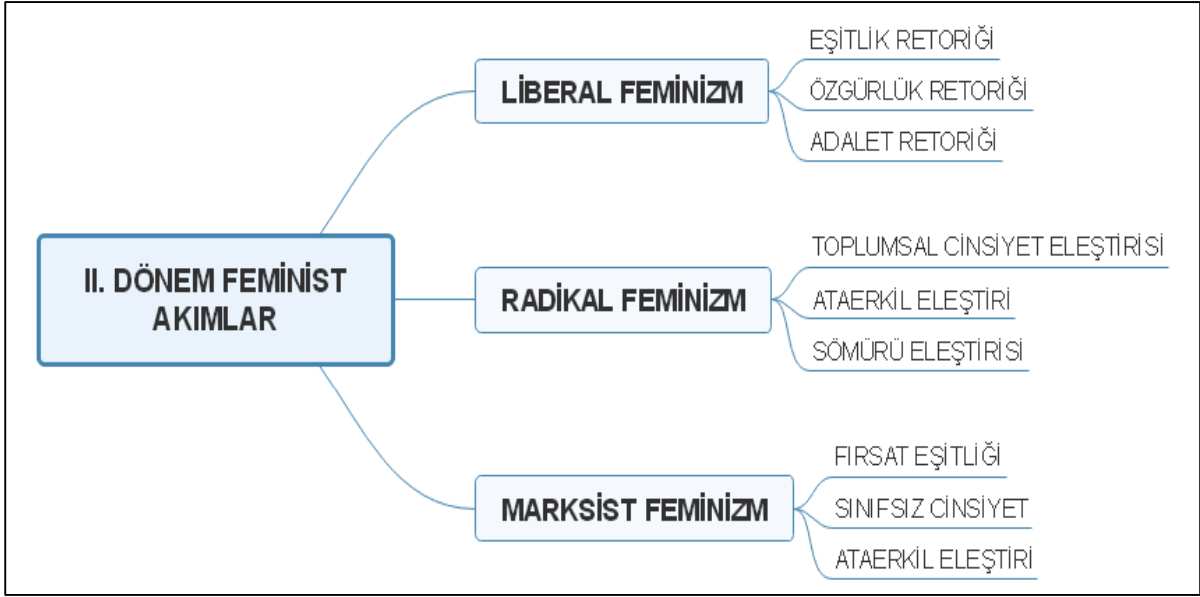 II. DÖNEM FEMİNİST
AKIMLAR
LİBERAL FEMİNİZM
EŞİTLİK RETORİĞİ
ÖZGÜRLÜK RETORİĞİ
ADALET RETORİĞİ
RADİKAL FEMİNİZM
TOPLUMSAL CİNSİYET ELEŞTİRİSİ
ATAERKİL ELEŞTİRİ
SÖMÜRÜ ELEŞTİRİSİ
MARKSİST FEMİNİZM
FIRSAT EŞİTLİĞİ
SINIFSIZ CİNSİYET
ATAERKİL ELEŞTİRİ